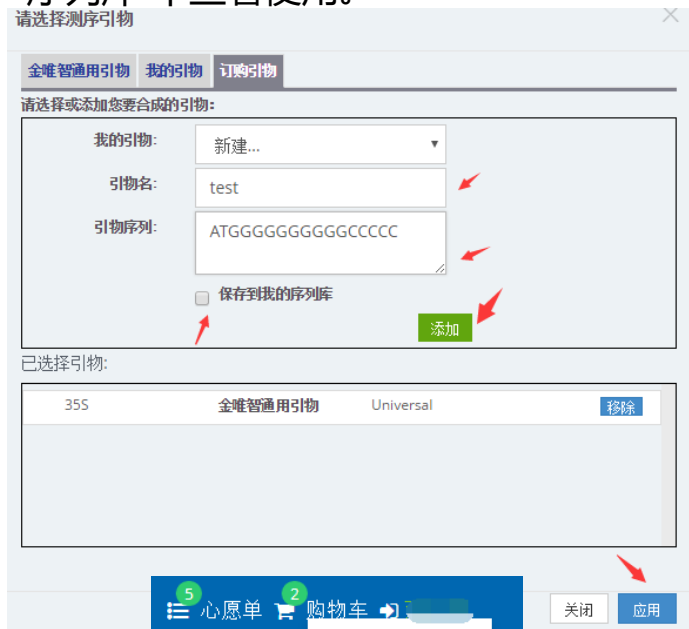 请选择测序引物
金唯智通用引物 我的引物 订购引物
请选择或添加您要合成的引物:
我的引物: 新建...
引物名: test
引物序列: ATGGGGGGGGGGCCCCC
保存到我的序列库
添加
已选择引物:
35S 金唯智通用引物 Universal 移除
5 心愿单 2 购物车
关闭 应用